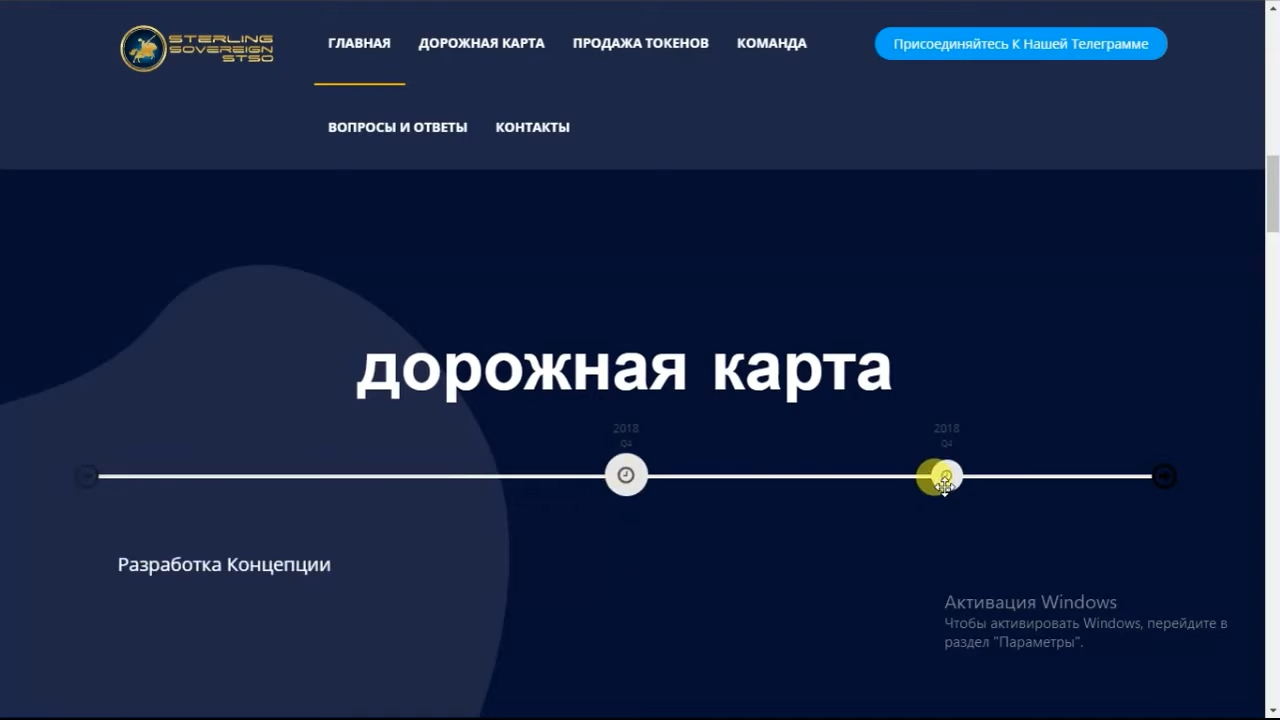 STERLING
SOVEREIGN
STSO
ГЛАВНАЯ
ДОРОЖНАЯ КАРТА
ПРОДАЖА ТОКЕНОВ
КОМАНДА
Присоединяйтесь К Нашей Телеграмме
ВОПРОСЫ И ОТВЕТЫ
КОНТАКТЫ
дорожная карта
2018
Q4
2018
Q4
Разработка Концепции
Активация Windows
Чтобы активировать Windows, перейдите в
раздел "Параметры".